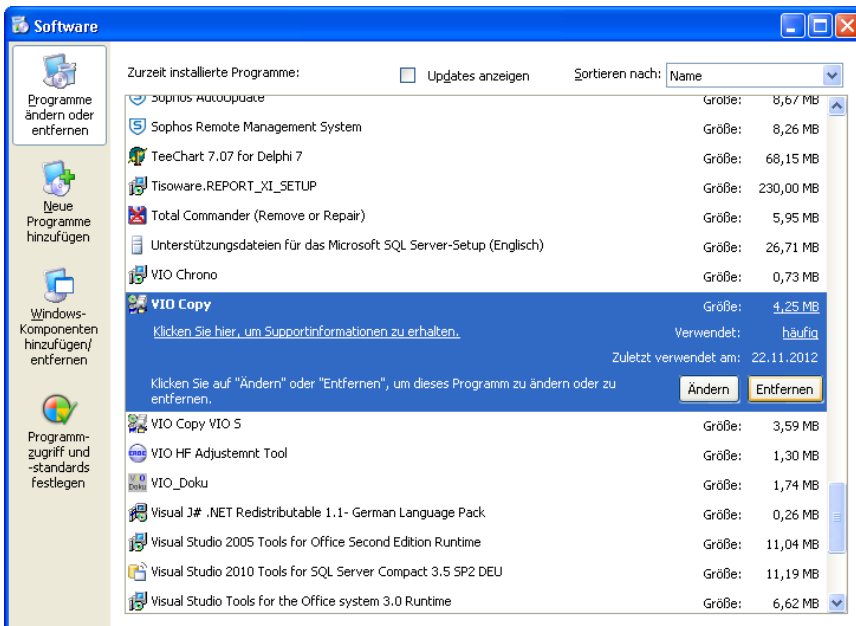 Software
Programme
ändern oder
entfernen
Neue
Programme
hinzufügen
Windows-
Komponenten
hinzufügen/
entfernen
Programm-
zugriff und
-standards
festlegen
Zurzeit installierte Programme: Updates anzeigen Sortieren nach: Name
Sophos AutoUpdate Größe: 8,67 MB
Sophos Remote Management System Größe: 8,26 MB
TeeChart 7.07 for Delphi 7 Größe: 68,15 MB
Tisoware.REPORT_XI_SETUP Größe: 230,00 MB
Total Commander (Remove or Repair) Größe: 5,95 MB
Unterstützungsdateien für das Microsoft SQL Server-Setup (Englisch) Größe: 26,71 MB
VIO Chrono Größe: 0,73 MB
VIO Copy Größe: 4,25 MB
Klicken Sie hier, um Supportinformationen zu erhalten. Verwendet: häufig
Zuletzt verwendet am: 22.11.2012
Klicken Sie auf "Ändern" oder "Entfernen", um dieses Programm zu ändern oder zu
entfernen.
Ändern Entfernen
VIO Copy VIO S Größe: 3,59 MB
ERBE VIO HF Adjustemnt Tool Größe: 1,30 MB
VIO Doku VIO_Doku Größe: 1,74 MB
Visual J# .NET Redistributable 1.1- German Language Pack Größe: 0,26 MB
Visual Studio 2005 Tools for Office Second Edition Runtime Größe: 11,04 MB
Visual Studio 2010 Tools for SQL Server Compact 3.5 SP2 DEU Größe: 11,19 MB
Visual Studio Tools for the Office system 3.0 Runtime Größe: 6,62 MB